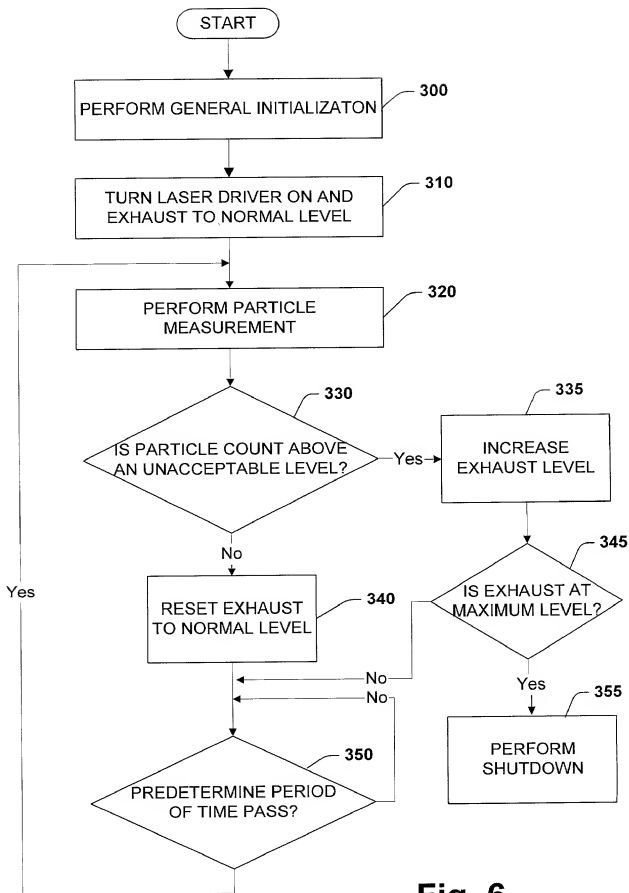 START
PERFORM GENERAL INITIALIZATON
300
TURN LASER DRIVER ON AND
EXHAUST TO NORMAL LEVEL
310
PERFORM PARTICLE
MEASUREMENT
320
IS PARTICLE COUNT ABOVE
AN UNACCEPTABLE LEVEL?
330
Yes
INCREASE
EXHAUST LEVEL
335
No
RESET EXHAUST
TO NORMAL LEVEL
340
IS EXHAUST AT
MAXIMUM LEVEL?
345
Yes
No
No
Yes
PERFORM
SHUTDOWN
355
PREDETERMINE PERIOD
OF TIME PASS?
350
Fig. 6